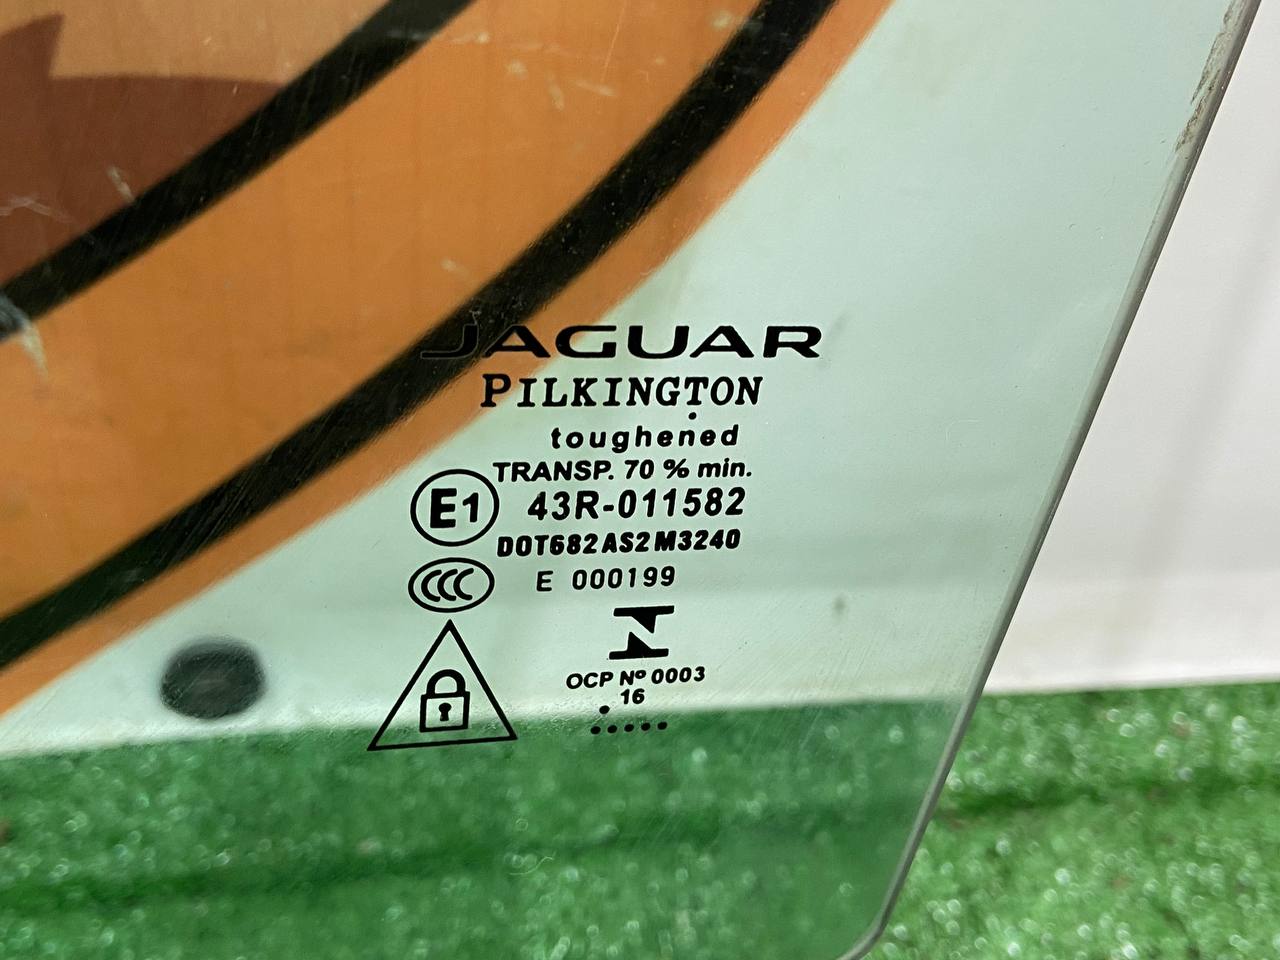 JAGUAR
PILKINGTON
toughened
TRANSP. 70 % min.
E1 43R-011582
DOT682 AS2 M3240
CCC E 000199
OCP Nº 0003
16